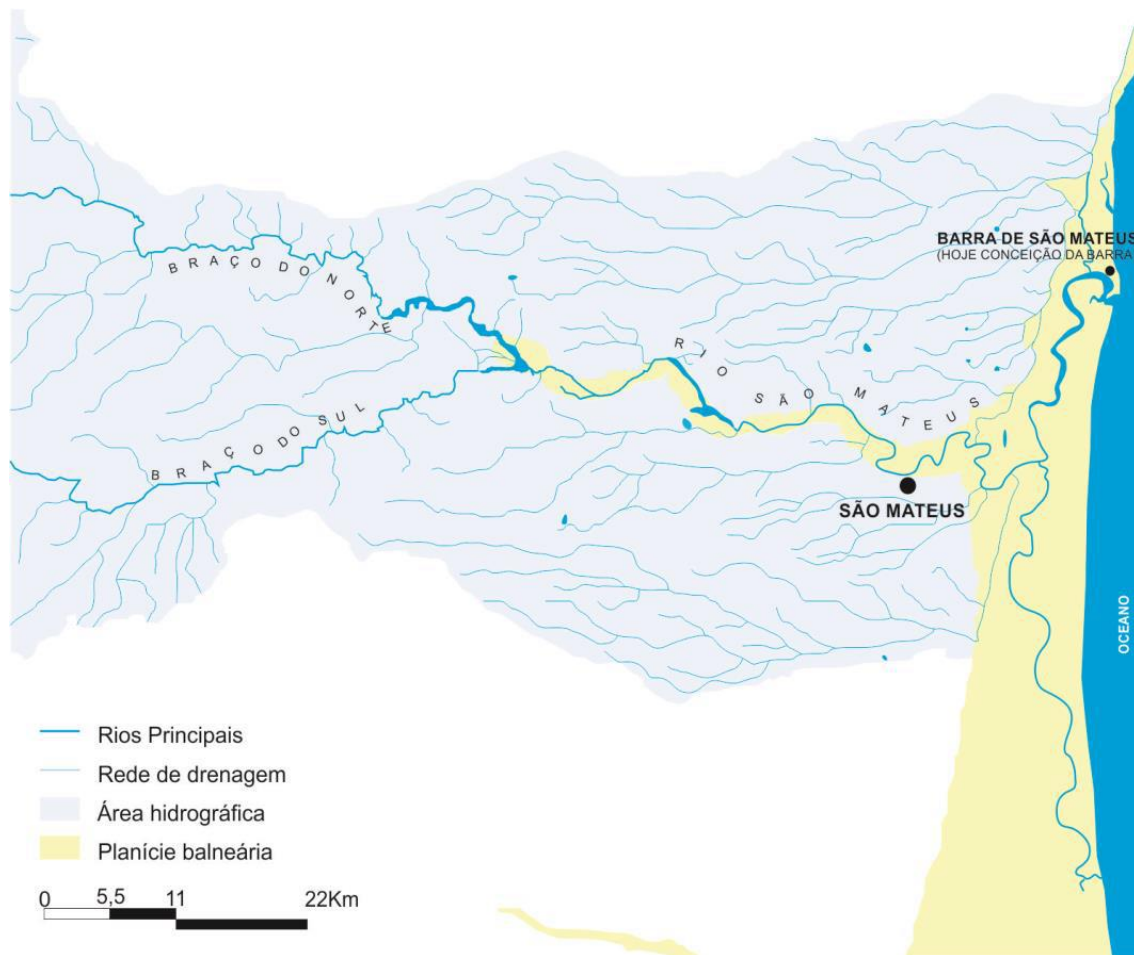 BRAÇO DO NORTE
BRAÇO DO SUL
RIO SÃO MATEUS
BARRA DE SÃO MATEUS
(HOJE CONCEIÇÃO DA BARRA
SÃO MATEUS
OCEANO
Rios Principais
Rede de drenagem
Área hidrográfica
Planície balneária
0 5,5 11 22Km